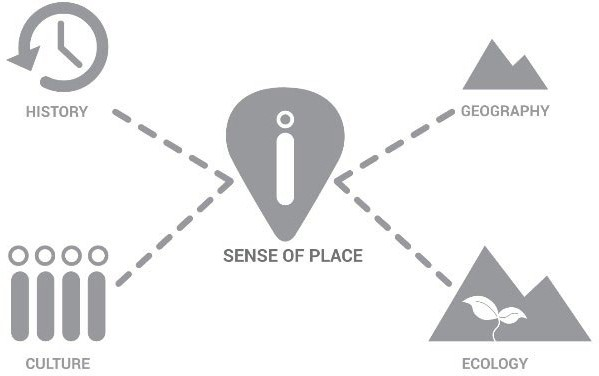 HISTORY
GEOGRAPHY
SENSE OF PLACE
CULTURE
ECOLOGY